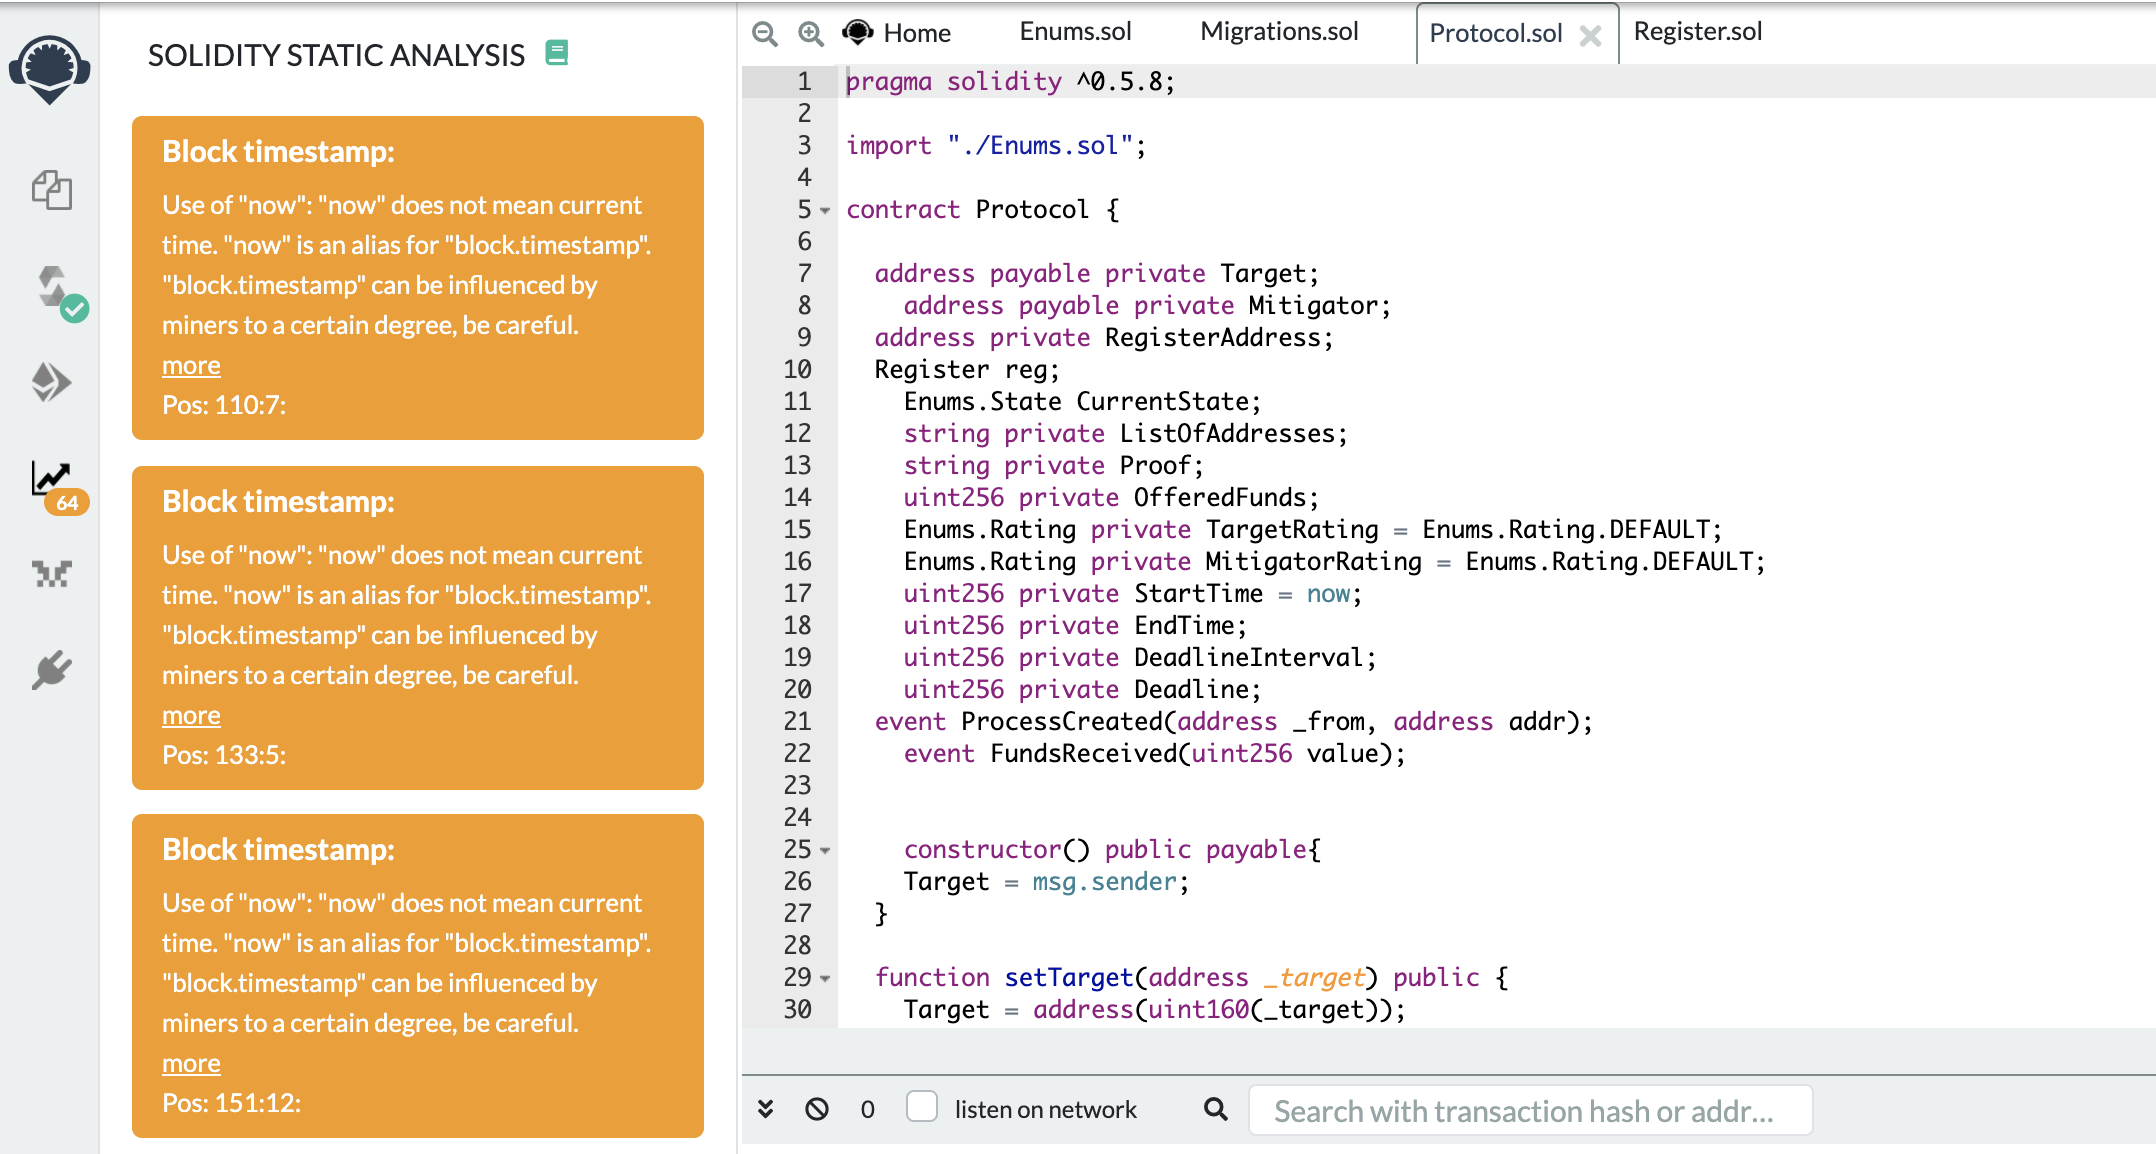 SOLIDITY STATIC ANALYSIS
Block timestamp:
Use of "now": "now" does not mean current
time. "now" is an alias for "block.timestamp".
"block.timestamp" can be influenced by
miners to a certain degree, be careful.
more
Pos: 110:7:
Block timestamp:
Use of "now": "now" does not mean current
time. "now" is an alias for "block.timestamp".
"block.timestamp" can be influenced by
miners to a certain degree, be careful.
more
Pos: 133:5:
Block timestamp:
Use of "now": "now" does not mean current
time. "now" is an alias for "block.timestamp".
"block.timestamp" can be influenced by
miners to a certain degree, be careful.
more
Pos: 151:12:
64
Home Enums.sol Migrations.sol Protocol.sol Register.sol
1 pragma solidity ^0.5.8;
2
3 import "./Enums.sol";
4
5 contract Protocol {
6
7 address payable private Target;
8 address payable private Mitigator;
9 address private RegisterAddress;
10 Register reg;
11 Enums.State CurrentState;
12 string private ListOfAddresses;
13 string private Proof;
14 uint256 private OfferedFunds;
15 Enums.Rating private TargetRating = Enums.Rating.DEFAULT;
16 Enums.Rating private MitigatorRating = Enums.Rating.DEFAULT;
17 uint256 private StartTime = now;
18 uint256 private EndTime;
19 uint256 private DeadlineInterval;
20 uint256 private Deadline;
21 event ProcessCreated(address _from, address addr);
22 event FundsReceived(uint256 value);
23
24
25 constructor() public payable{
26 Target = msg.sender;
27 }
28
29 function setTarget(address _target) public {
30 Target = address(uint160(_target));
0 listen on network Search with transaction hash or addr...